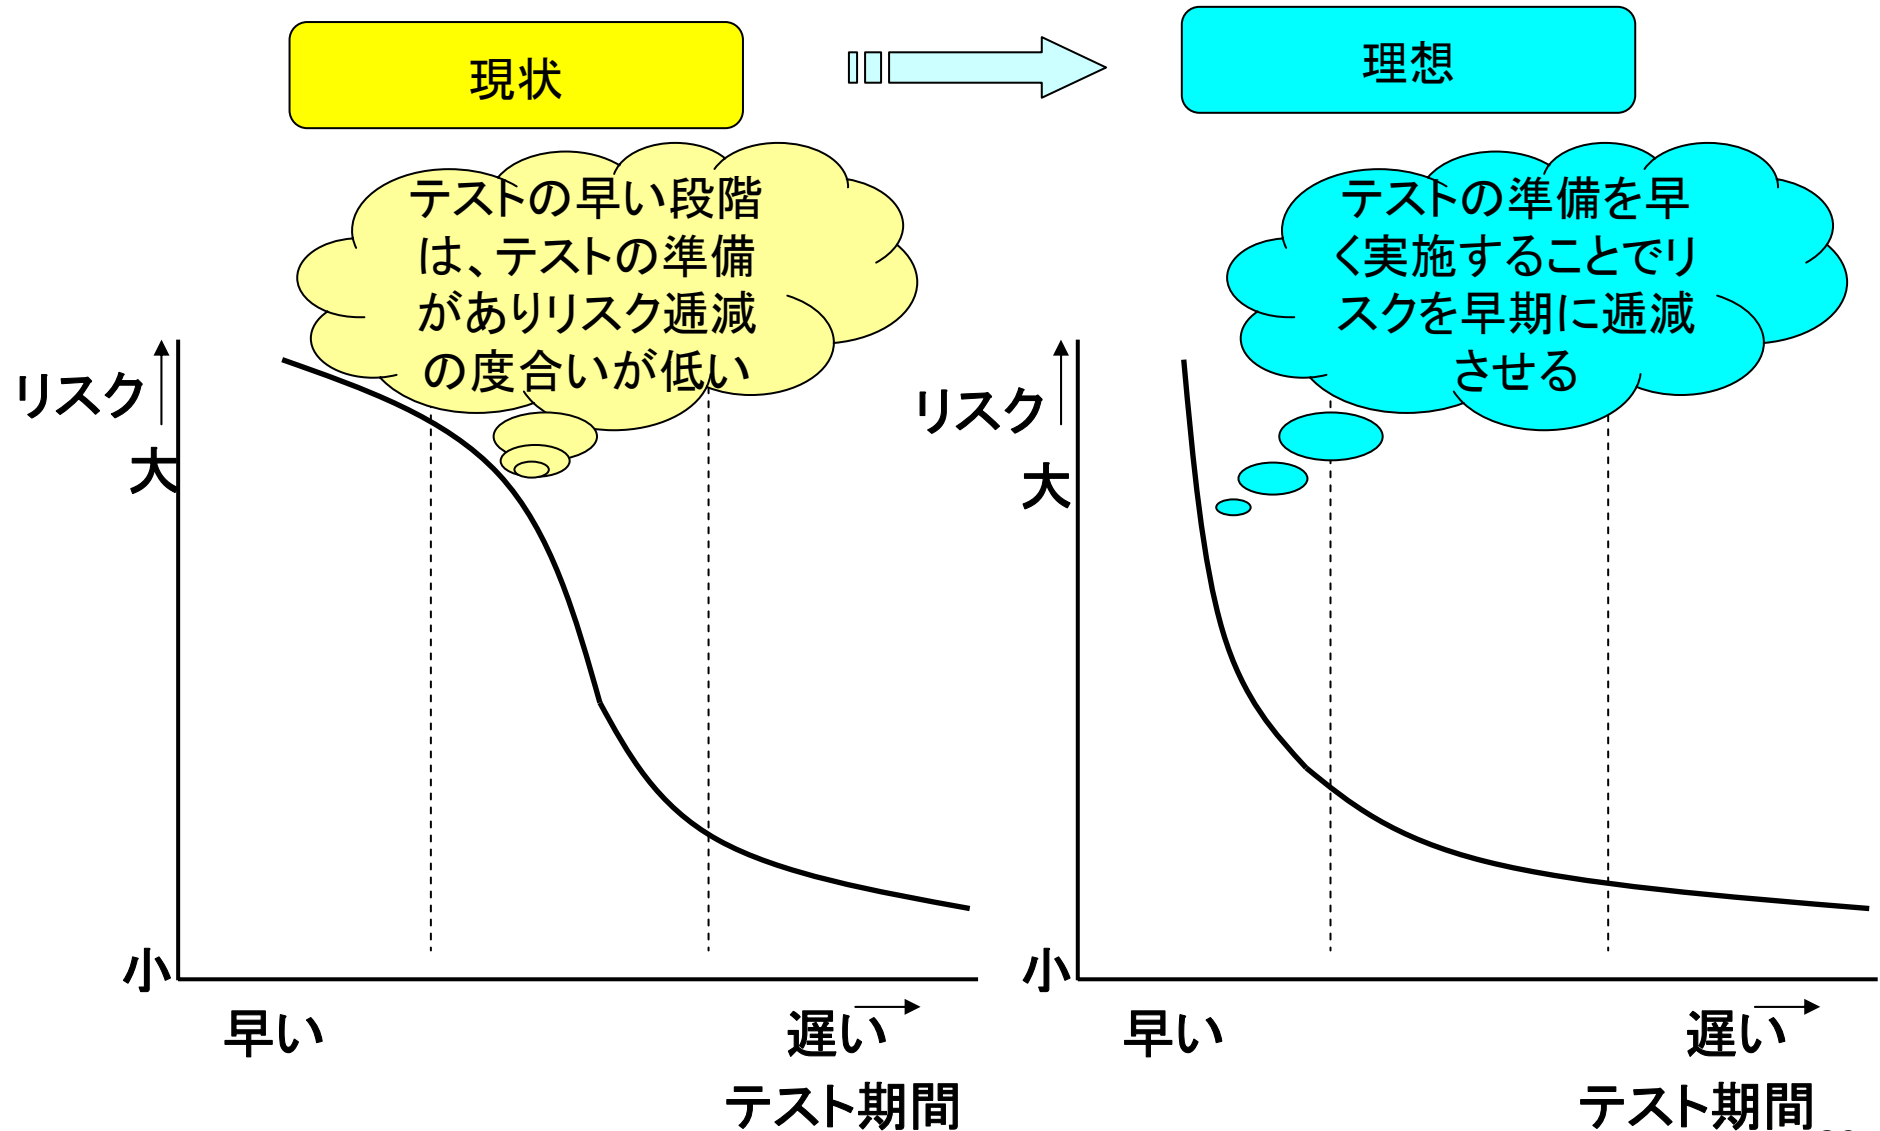 現状
理想
テストの早い段階
は、テストの準備
がありリスク逓減
の度合いが低い
テストの準備を早
く実施することでリ
スクを早期に逓減
させる
リスク
大
小
早い
遅い
テスト期間
リスク
大
小
早い
遅い
テスト期間